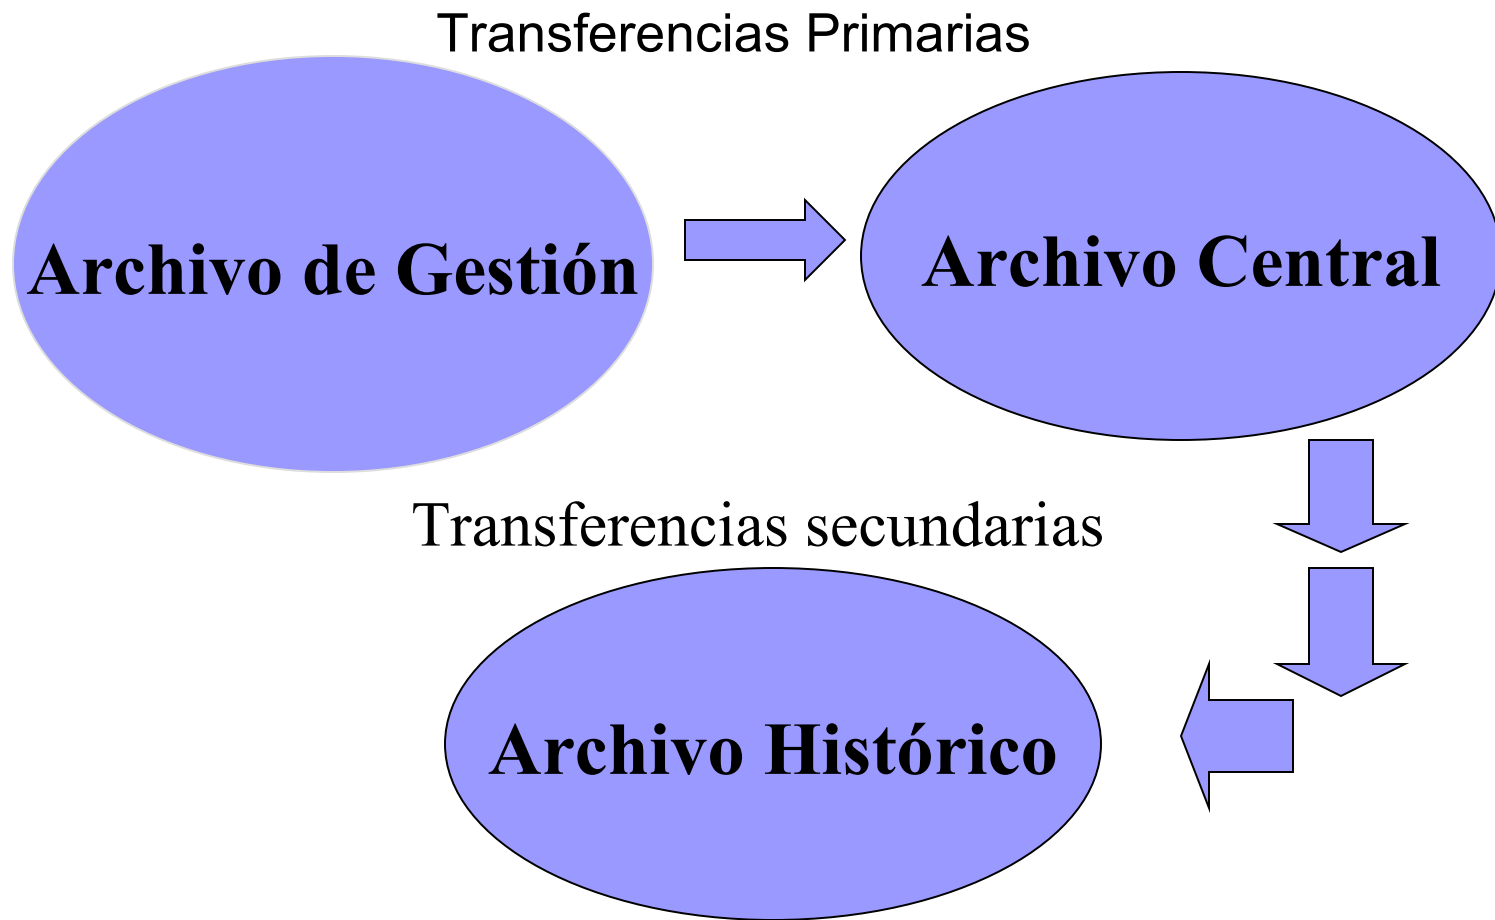 Transferencias Primarias
Archivo de Gestión
Archivo Central
Transferencias secundarias
Archivo Histórico